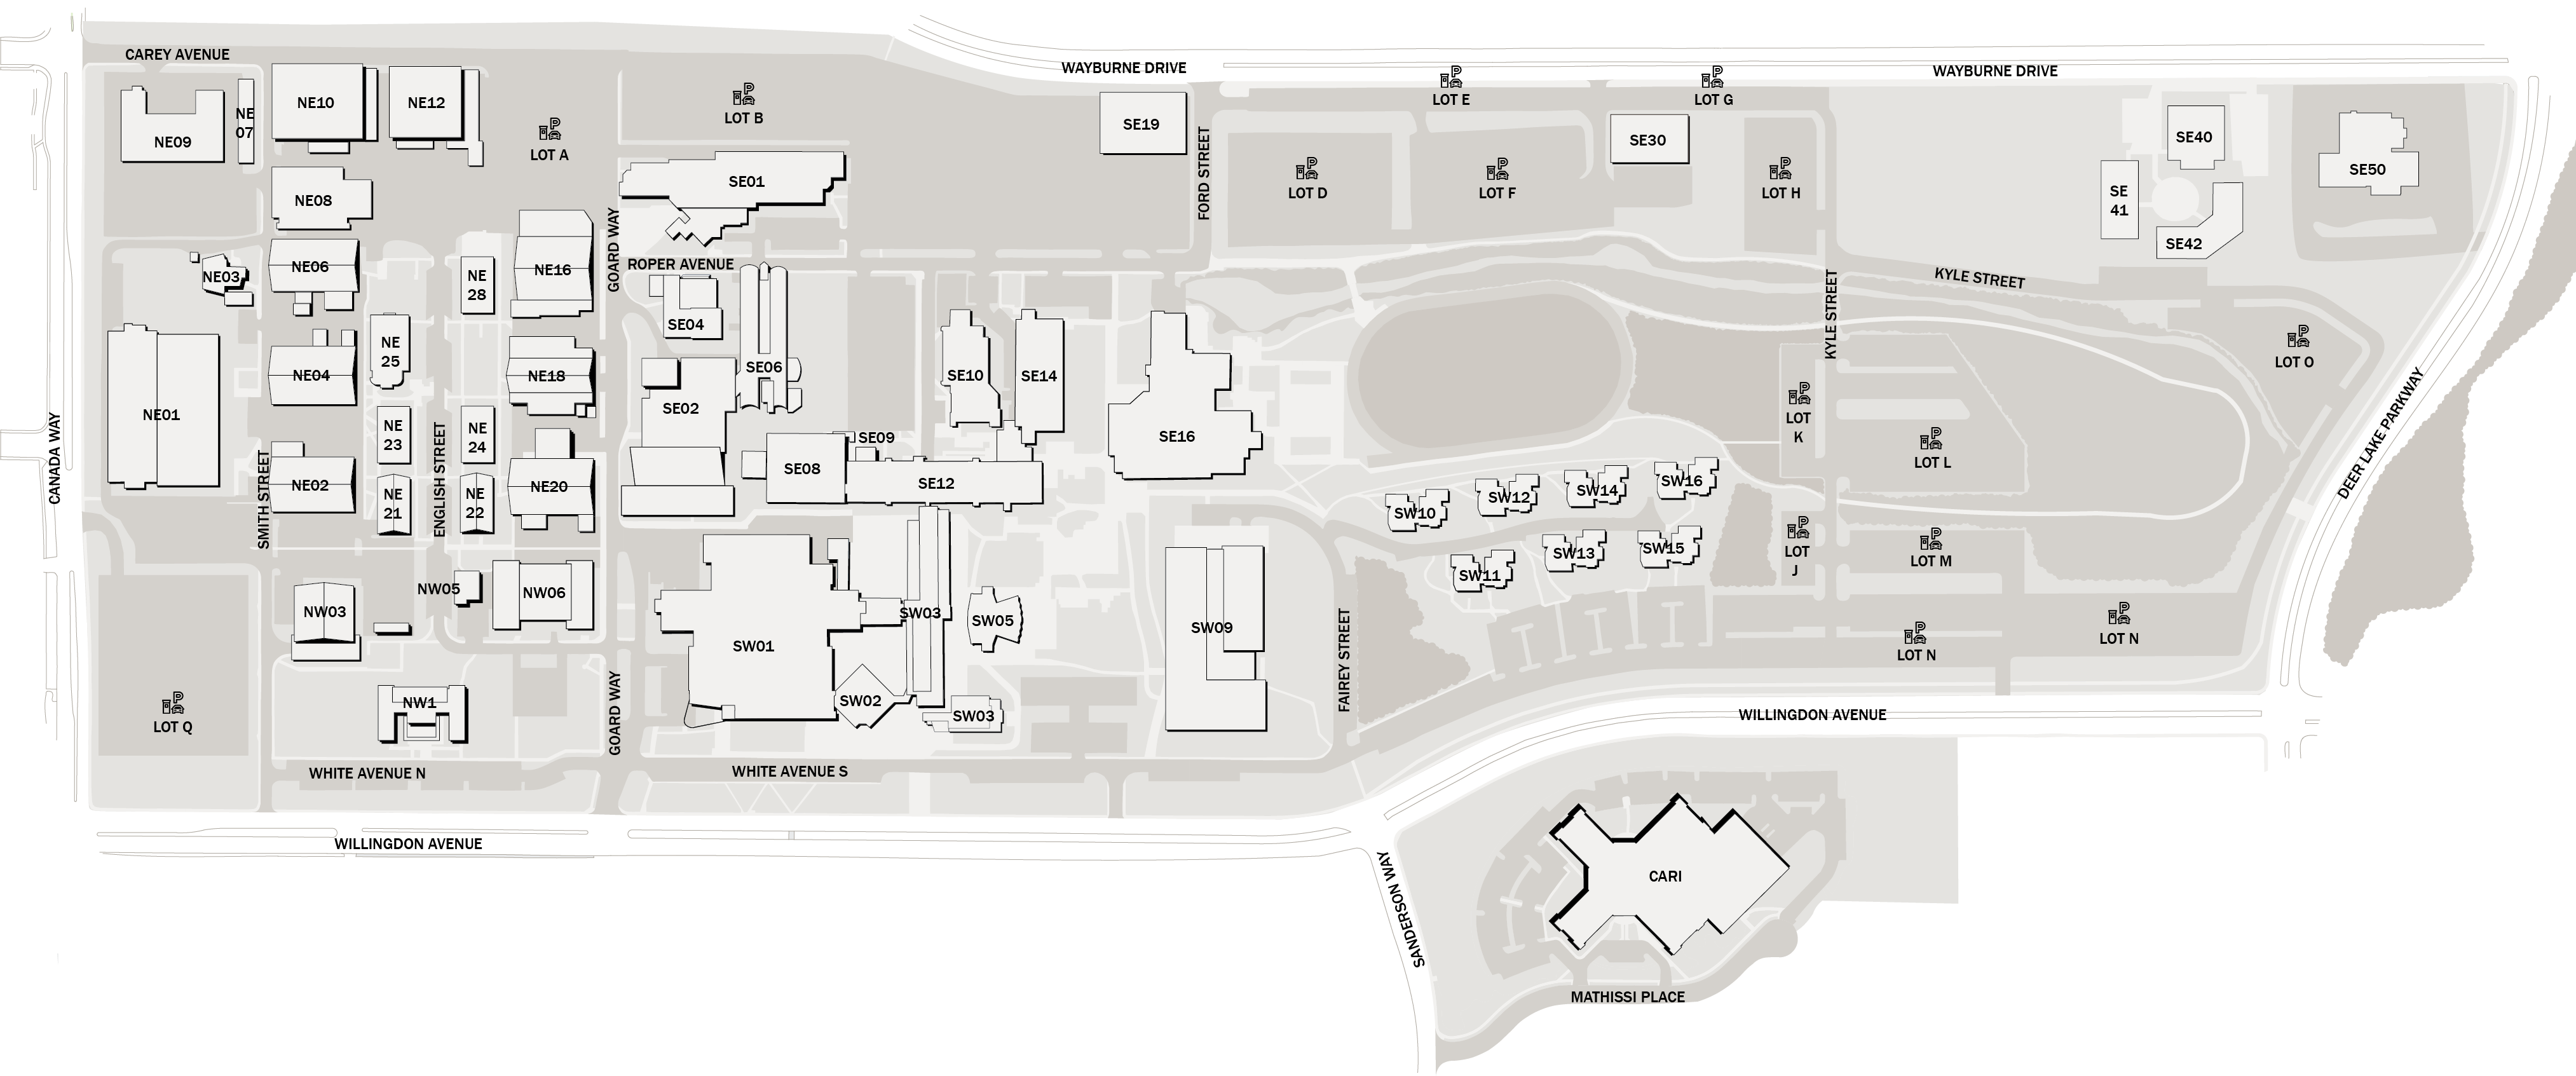 CAREY AVENUE
WAYBURNE DRIVE
WAYBURNE DRIVE
NE10
NE12
NE
07
NE09
P
LOT A
P
LOT B
SE19
P
LOT E
P
LOT G
SE30
SE40
SE50
SE
41
SE42
NE08
SE01
FORD STREET
P
LOT D
P
LOT F
P
LOT H
GOARD WAY
ROPER AVENUE
NE03
NE06
NE
28
NE16
KYLE STREET
KYLE STREET
SE04
SE06
NE
25
NE04
NE18
SE02
SE10
SE14
P
LOT O
DEER LAKE PARKWAY
CANADA WAY
NE01
NE
23
NE
24
SE09
SE16
P
LOT
K
P
LOT L
SMITH STREET
ENGLISH STREET
NE02
NE
21
NE
22
NE20
SE08
SE12
SW10
SW12
SW14
SW16
SW11
SW13
SW15
P
LOT
J
P
LOT M
NW05
NW06
NW03
SW03
SW05
SW09
SW01
FAIREY STREET
P
LOT N
P
LOT N
P
LOT Q
NW1
GOARD WAY
SW02
SW03
WILLINGDON AVENUE
WHITE AVENUE N
WHITE AVENUE S
WILLINGDON AVENUE
SANDERSON WAY
CARI
MATHISSI PLACE